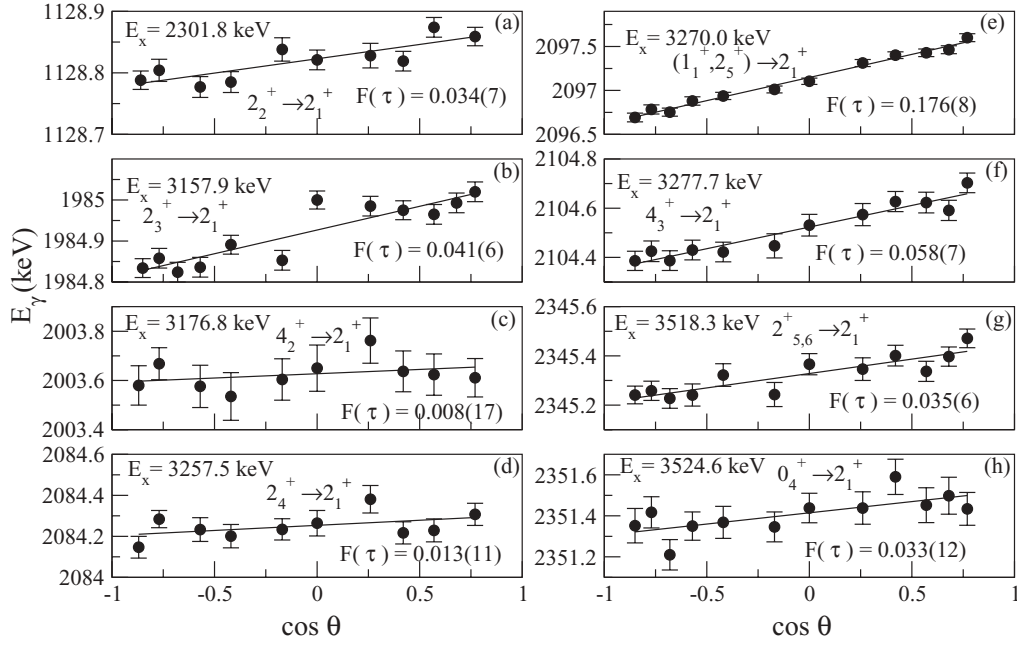 E_γ (keV)
1128.9
1128.8
1128.7
(a)
E_x = 2301.8 keV
2_2^+ → 2_1^+
F(τ) = 0.034(7)
1985
1984.9
1984.8
(b)
E_x = 3157.9 keV
2_3^+ → 2_1^+
F(τ) = 0.041(6)
2003.8
2003.6
2003.4
(c)
E_x = 3176.8 keV 4_2^+ → 2_1^+
F(τ) = 0.008(17)
2084.6
2084.4
2084.2
2084
(d)
E_x = 3257.5 keV
2_4^+ → 2_1^+
F(τ) = 0.013(11)
-1 -0.5 0 0.5 1
cos θ
2097.5
2097
2096.5
(e)
E_x = 3270.0 keV
(1_1^+, 2_5^+) → 2_1^+
F(τ) = 0.176(8)
2104.8
2104.6
2104.4
(f)
E_x = 3277.7 keV
4_3^+ → 2_1^+
F(τ) = 0.058(7)
2345.6
2345.4
2345.2
(g)
E_x = 3518.3 keV 2_{5,6}^+ → 2_1^+
F(τ) = 0.035(6)
2351.6
2351.4
2351.2
(h)
E_x = 3524.6 keV 0_4^+ → 2_1^+
F(τ) = 0.033(12)
-1 -0.5 0 0.5 1
cos θ